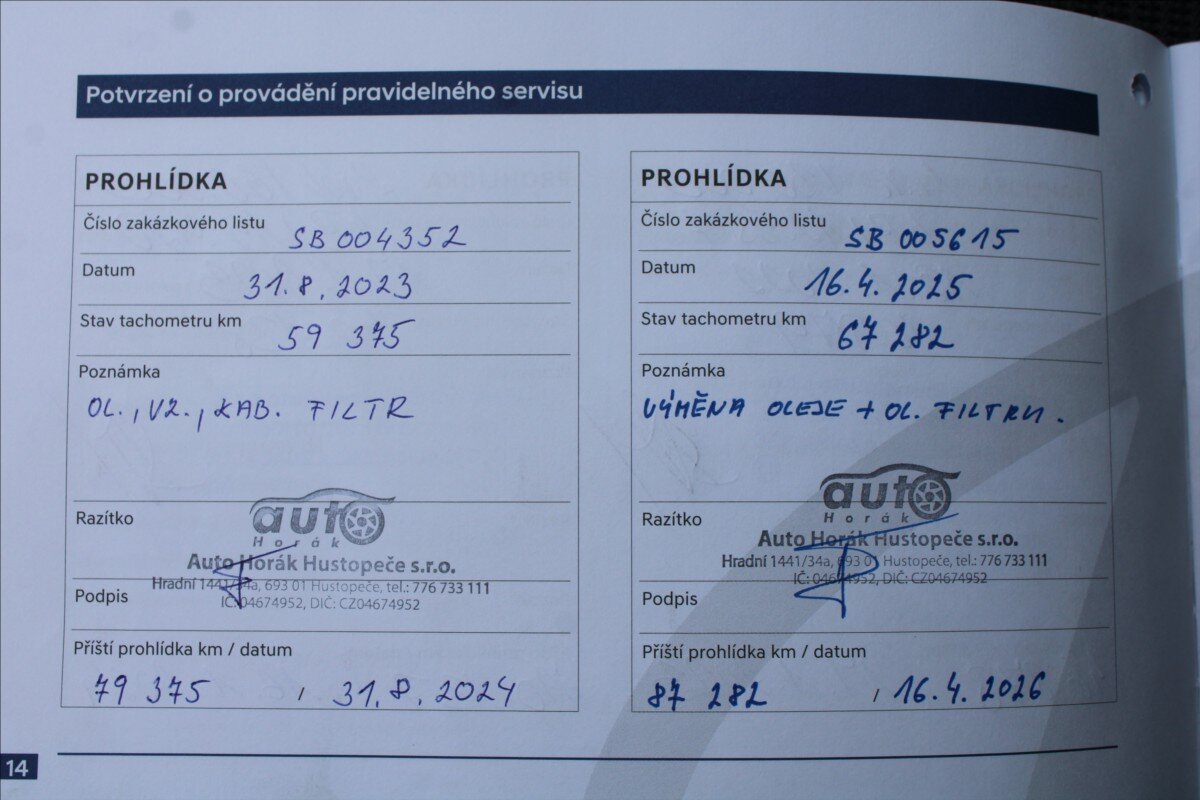 Potvrzení o provádění pravidelného servisu
PROHLÍDKA
Číslo zakázkového listu SB 004352
Datum 31.8.2023
Stav tachometru km 59 375
Poznámka
OL., VZ., KAB. FILTR
Razítko
auto
Horák
Auto Horák Hustopeče s.r.o.
Hradní 1441/34a, 693 01 Hustopeče, tel.: 776 733 111
IČ: 04674952, DIČ: CZ04674952
Podpis
Příští prohlídka km / datum
79 375 / 31.8.2024
PROHLÍDKA
Číslo zakázkového listu SB 005615
Datum 16.4.2025
Stav tachometru km 67 282
Poznámka
VÝMĚNA OLEJE + OL. FILTRU.
Razítko
auto
Horák
Auto Horák Hustopeče s.r.o.
Hradní 1441/34a, 693 01 Hustopeče, tel.: 776 733 111
IČ: 04674952, DIČ: CZ04674952
Podpis
Příští prohlídka km / datum
87 282 / 16.4.2026
14